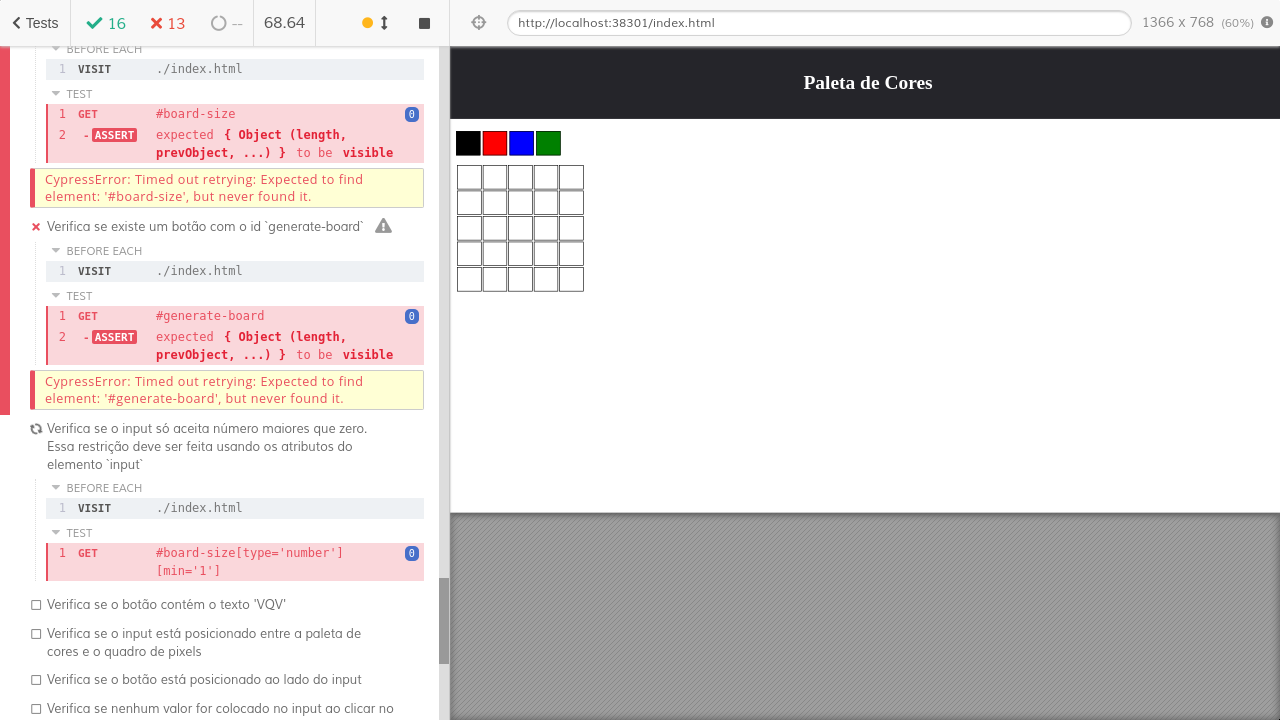 Tests
16
13
--
68.64
http://localhost:38301/index.html
1366 x 768 (60%)
BEFORE EACH
1 VISIT ./index.html
TEST
1 GET #board-size 0
2 -ASSERT expected { Object (length,
prevObject, ...) } to be visible
CypressError: Timed out retrying: Expected to find
element: '#board-size', but never found it.
Verifica se existe um botão com o id `generate-board`
BEFORE EACH
1 VISIT ./index.html
TEST
1 GET #generate-board 0
2 -ASSERT expected { Object (length,
prevObject, ...) } to be visible
CypressError: Timed out retrying: Expected to find
element: '#generate-board', but never found it.
Verifica se o input só aceita número maiores que zero.
Essa restrição deve ser feita usando os atributos do
elemento `input`
BEFORE EACH
1 VISIT ./index.html
TEST
1 GET #board-size[type='number'] 0
[min='1']
Verifica se o botão contém o texto 'VQV'
Verifica se o input está posicionado entre a paleta de
cores e o quadro de pixels
Verifica se o botão está posicionado ao lado do input
Verifica se nenhum valor for colocado no input ao clicar no
Paleta de Cores